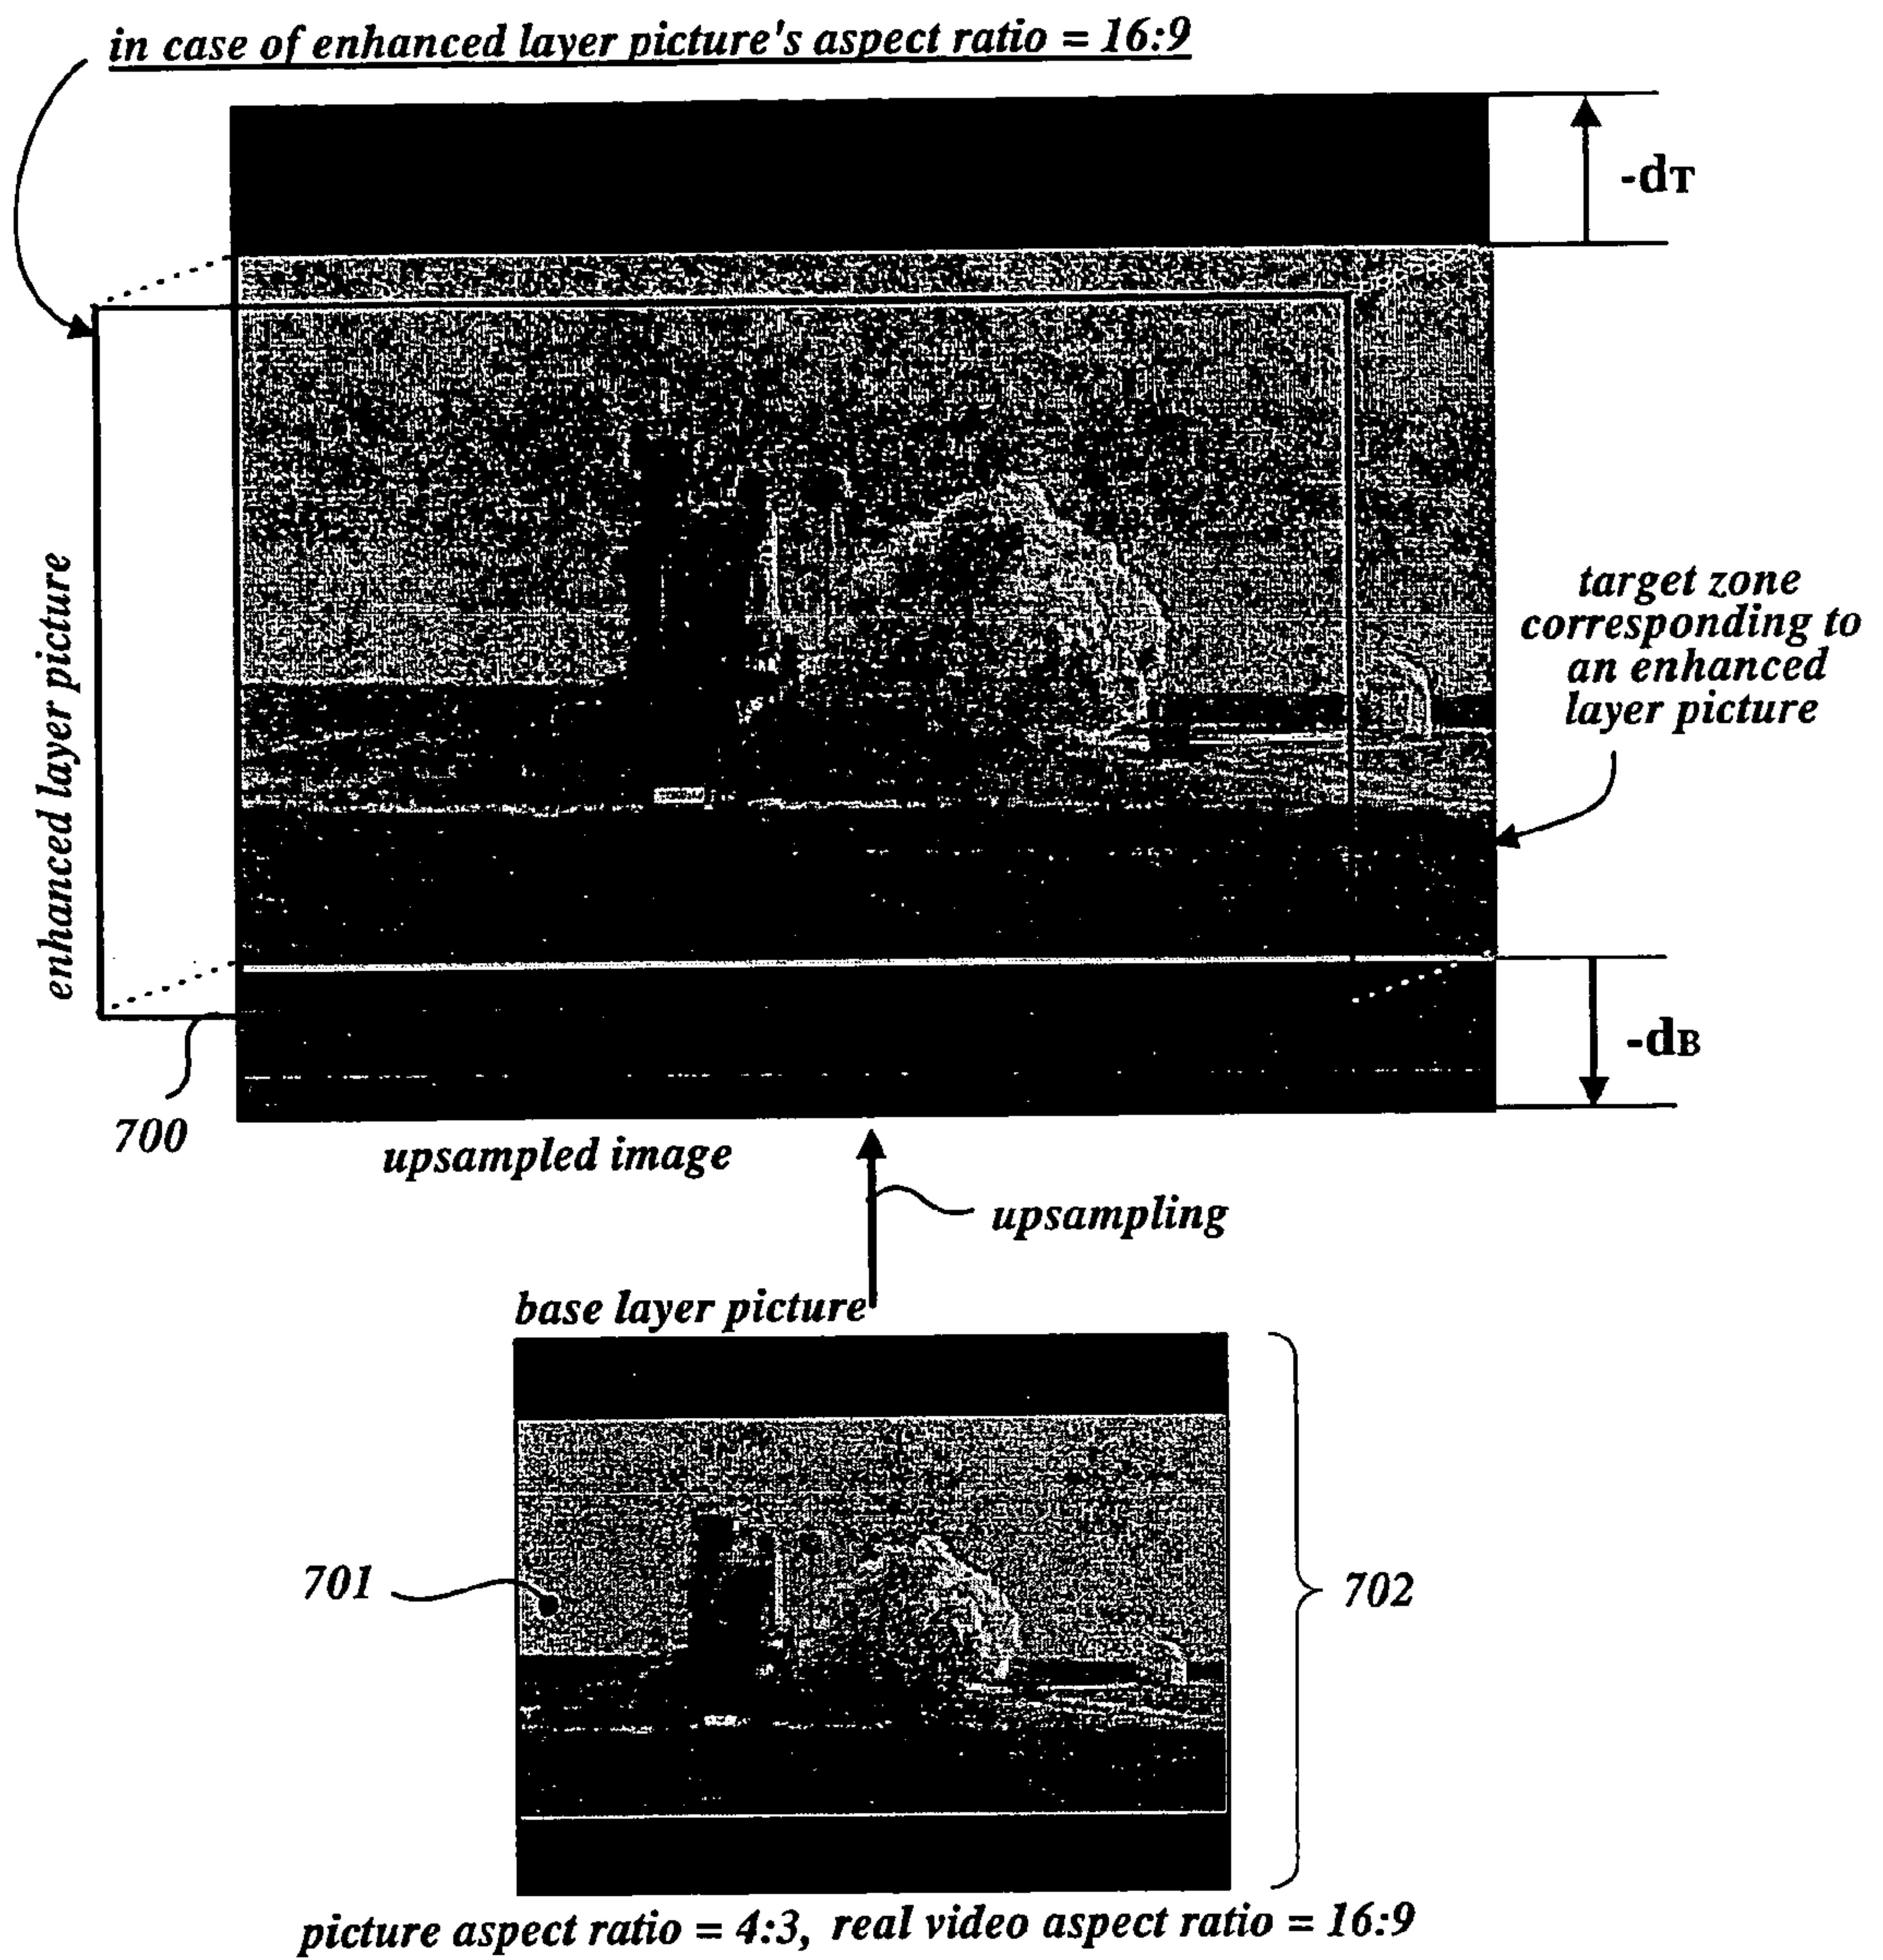 in case of enhanced layer picture's aspect ratio = 16:9
-dT
enhanced layer picture
target zone
corresponding to
an enhanced
layer picture
-dB
700
upsampled image
upsampling
base layer picture
701
702
picture aspect ratio = 4:3, real video aspect ratio = 16:9